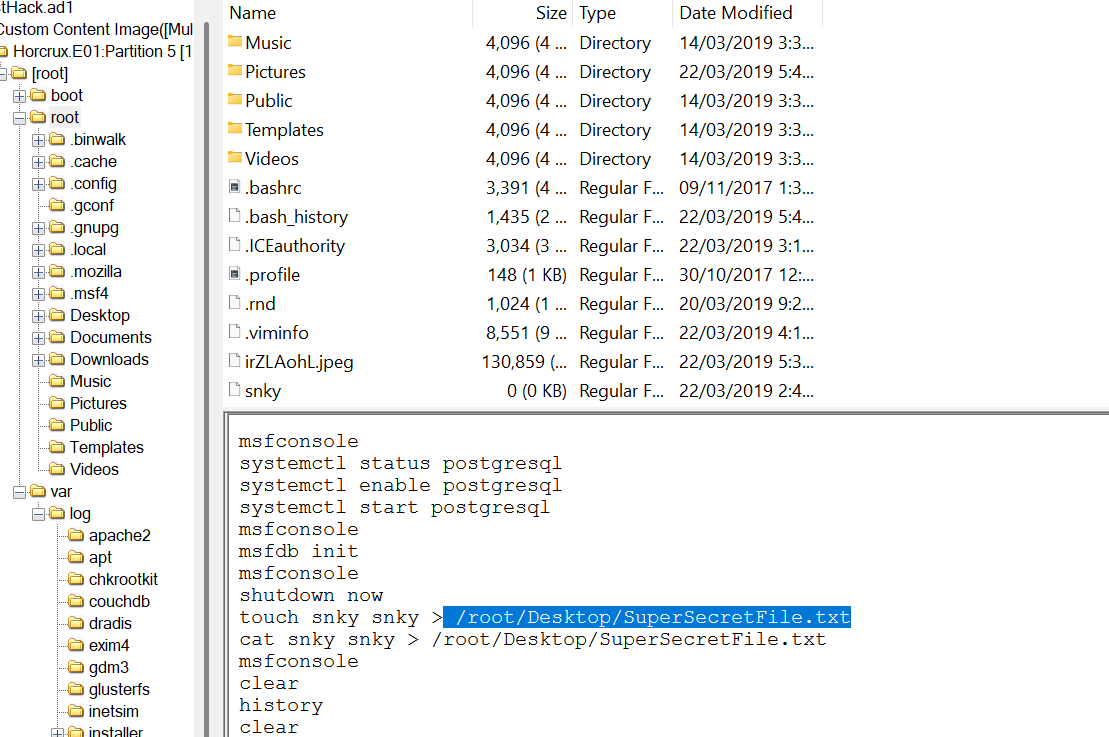 stHack.ad1
Custom Content Image([Mul
Horcrux.E01:Partition 5 [1
[root]
boot
root
.binwalk
.cache
.config
.gconf
.gnupg
.local
.mozilla
.msf4
Desktop
Documents
Downloads
Music
Pictures
Public
Templates
Videos
var
log
apache2
apt
chkrootkit
couchdb
dradis
exim4
gdm3
glusterfs
inetsim
installer
Name Size Type Date Modified
Music 4,096 (4 ... Directory 14/03/2019 3:3...
Pictures 4,096 (4 ... Directory 22/03/2019 5:4...
Public 4,096 (4 ... Directory 14/03/2019 3:3...
Templates 4,096 (4 ... Directory 14/03/2019 3:3...
Videos 4,096 (4 ... Directory 14/03/2019 3:3...
.bashrc 3,391 (4 ... Regular F... 09/11/2017 1:3...
.bash_history 1,435 (2 ... Regular F... 22/03/2019 5:4...
.ICEauthority 3,034 (3 ... Regular F... 22/03/2019 3:1...
.profile 148 (1 KB) Regular F... 30/10/2017 12:...
.rnd 1,024 (1 ... Regular F... 20/03/2019 9:2...
.viminfo 8,551 (9 ... Regular F... 22/03/2019 4:1...
irZLAohL.jpeg 130,859 (... Regular F... 22/03/2019 5:3...
snky 0 (0 KB) Regular F... 22/03/2019 2:4...
msfconsole
systemctl status postgresql
systemctl enable postgresql
systemctl start postgresql
msfconsole
msfdb init
msfconsole
shutdown now
touch snky snky > /root/Desktop/SuperSecretFile.txt
cat snky snky > /root/Desktop/SuperSecretFile.txt
msfconsole
clear
history
clear